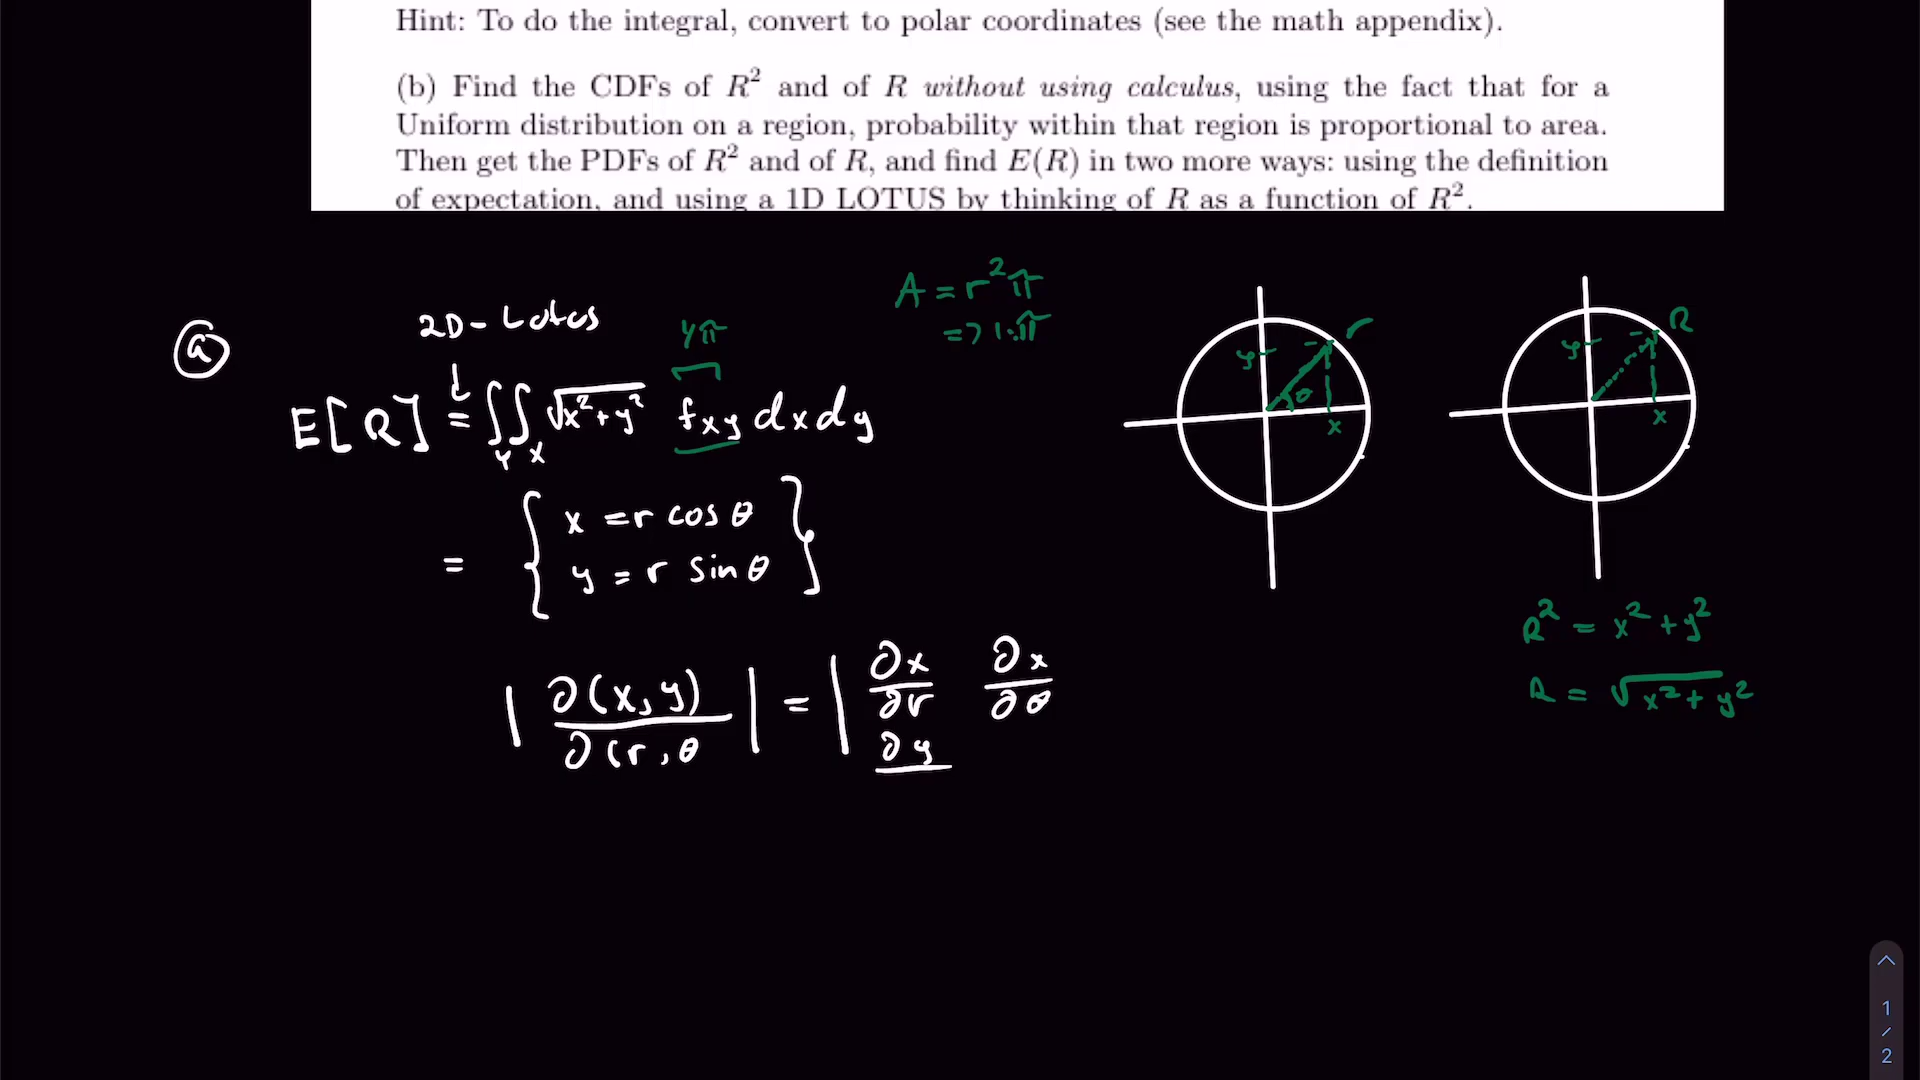 Hint: To do the integral, convert to polar coordinates (see the math appendix).
(b) Find the CDFs of R² and of R without using calculus, using the fact that for a
Uniform distribution on a region, probability within that region is proportional to area.
Then get the PDFs of R² and of R, and find E(R) in two more ways: using the definition
of expectation, and using a 1D LOTUS by thinking of R as a function of R².
A = r²π
=> 1·π
2D - Lotus
(a)
E[R] = ∫∫ √x²+y² fxy dxdy
Y X
= { x = r cos θ
y = r sin θ }
| ∂(x,y) / ∂(r,θ | = | ∂x/∂r ∂x/∂θ
∂y
y r θ x
y R x
R² = x² + y²
R = √x² + y²
1
/
2